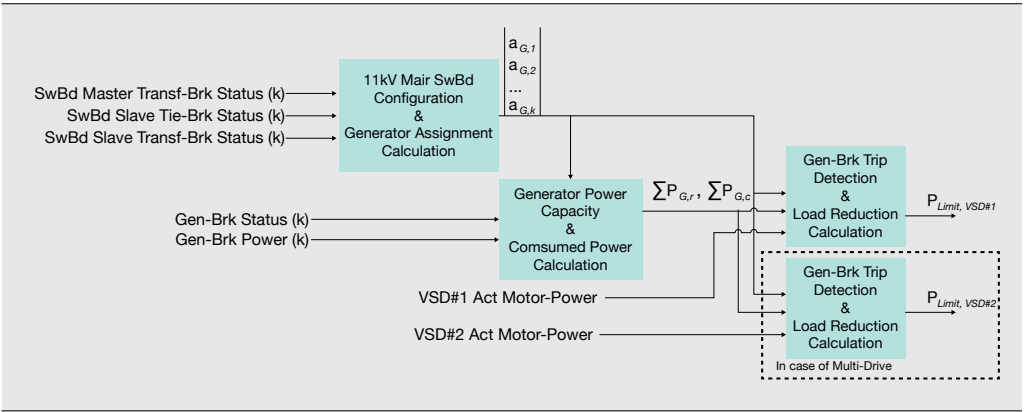 a G,1
a G,2
...
a G,k
11kV Mair SwBd
Configuration
&
Generator Assignment
Calculation
SwBd Master Transf-Brk Status (k)
SwBd Slave Tie-Brk Status (k)
SwBd Slave Transf-Brk Status (k)
Generator Power
Capacity
&
Comsumed Power
Calculation
Gen-Brk Status (k)
Gen-Brk Power (k)
∑P G,r , ∑P G,c
Gen-Brk Trip
Detection
&
Load Reduction
Calculation
P Limit, VSD#1
VSD#1 Act Motor-Power
VSD#2 Act Motor-Power
Gen-Brk Trip
Detection
&
Load Reduction
Calculation
P Limit, VSD#2
In case of Multi-Drive